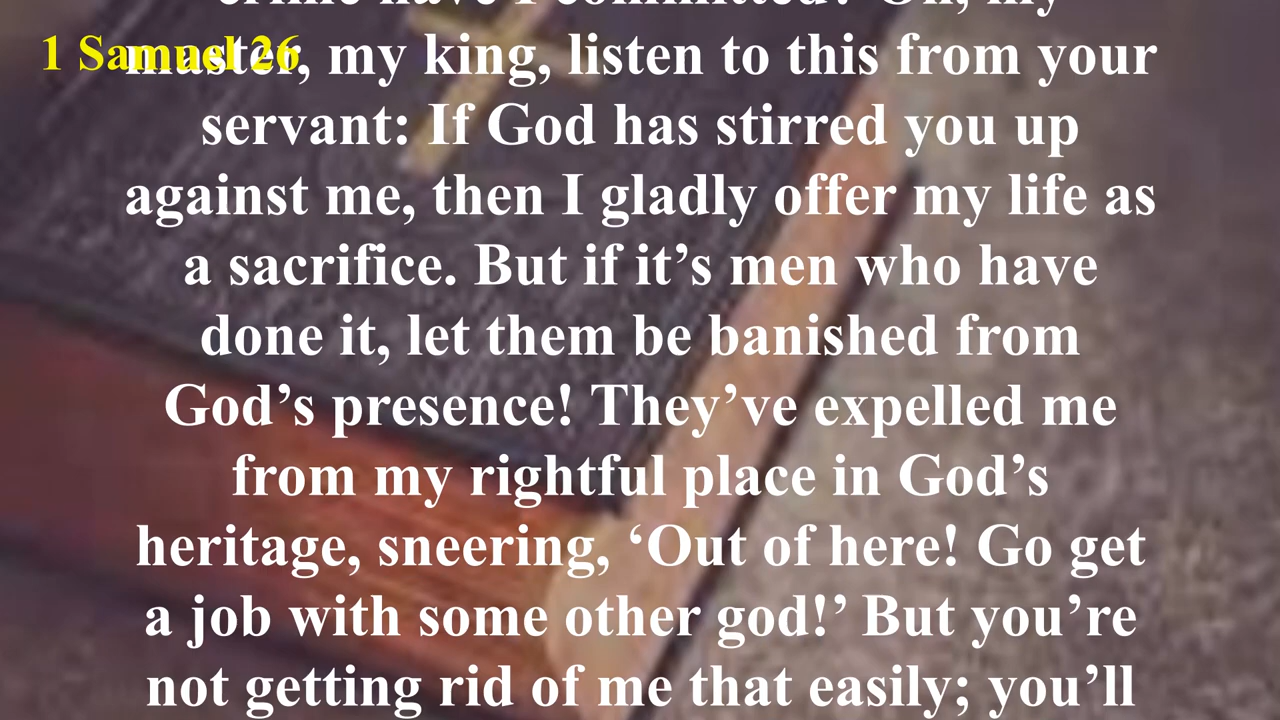 crime have I committed? Oh, my
1 Samuel 26
master, my king, listen to this from your
servant: If God has stirred you up
against me, then I gladly offer my life as
a sacrifice. But if it’s men who have
done it, let them be banished from
God’s presence! They’ve expelled me
from my rightful place in God’s
heritage, sneering, ‘Out of here! Go get
a job with some other god!’ But you’re
not getting rid of me that easily; you’ll